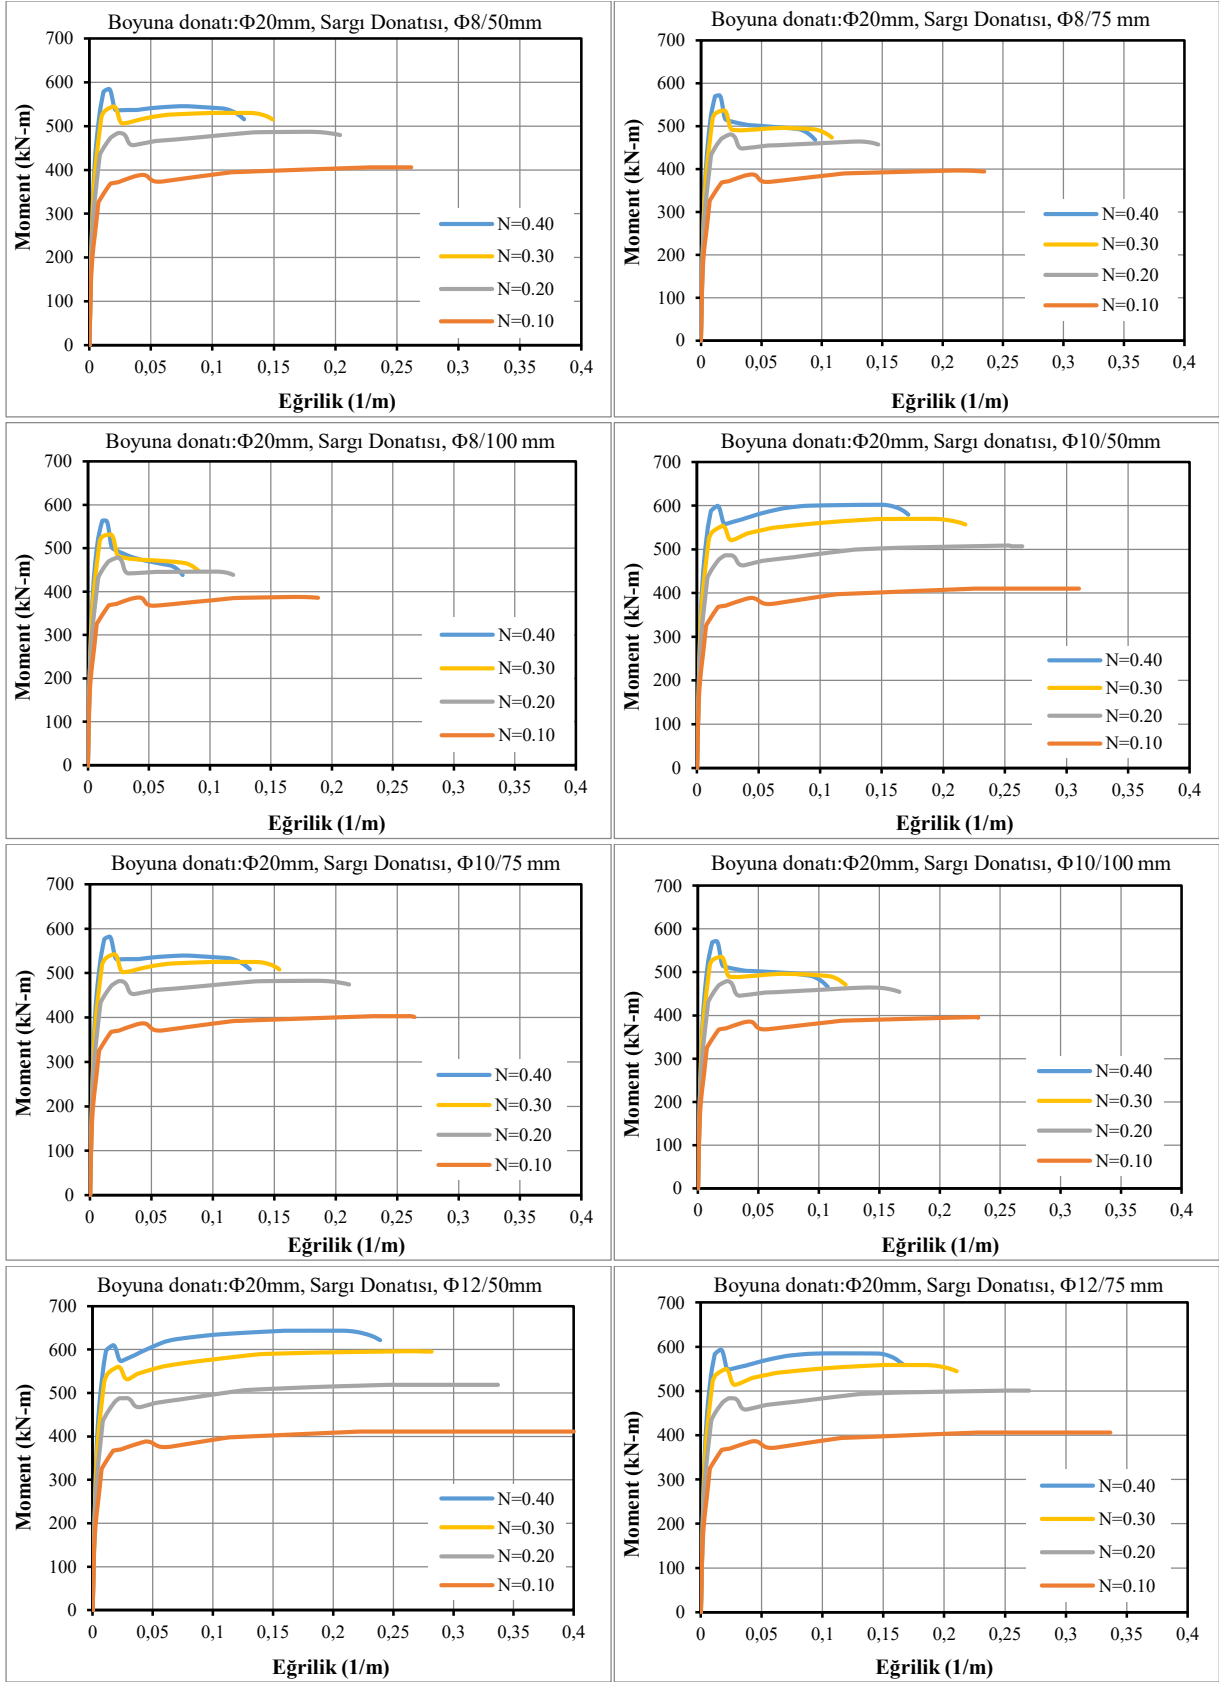 Boyuna donatı:Φ20mm, Sargı Donatısı, Φ8/50mm
700
600
500
400
300
200
100
0
Moment (kN-m)
N=0.40
N=0.30
N=0.20
N=0.10
0 0,05 0,1 0,15 0,2 0,25 0,3 0,35 0,4
Eğrilik (1/m)
Boyuna donatı:Φ20mm, Sargı Donatısı, Φ8/75 mm
700
600
500
400
300
200
100
0
Moment (kN-m)
N=0.40
N=0.30
N=0.20
N=0.10
0 0,05 0,1 0,15 0,2 0,25 0,3 0,35 0,4
Eğrilik (1/m)
Boyuna donatı:Φ20mm, Sargı Donatısı, Φ8/100 mm
700
600
500
400
300
200
100
0
Moment (kN-m)
N=0.40
N=0.30
N=0.20
N=0.10
0 0,05 0,1 0,15 0,2 0,25 0,3 0,35 0,4
Eğrilik (1/m)
Boyuna donatı:Φ20mm, Sargı donatısı, Φ10/50mm
700
600
500
400
300
200
100
0
Moment (kN-m)
N=0.40
N=0.30
N=0.20
N=0.10
0 0,05 0,1 0,15 0,2 0,25 0,3 0,35 0,4
Eğrilik (1/m)
Boyuna donatı:Φ20mm, Sargı Donatısı, Φ10/75 mm
700
600
500
400
300
200
100
0
Moment (kN-m)
N=0.40
N=0.30
N=0.20
N=0.10
0 0,05 0,1 0,15 0,2 0,25 0,3 0,35 0,4
Eğrilik (1/m)
Boyuna donatı:Φ20mm, Sargı Donatısı, Φ10/100 mm
700
600
500
400
300
200
100
0
Moment (kN-m)
N=0.40
N=0.30
N=0.20
N=0.10
0 0,05 0,1 0,15 0,2 0,25 0,3 0,35 0,4
Eğrilik (1/m)
Boyuna donatı:Φ20mm, Sargı Donatısı, Φ12/50mm
700
600
500
400
300
200
100
0
Moment (kN-m)
N=0.40
N=0.30
N=0.20
N=0.10
0 0,05 0,1 0,15 0,2 0,25 0,3 0,35 0,4
Eğrilik (1/m)
Boyuna donatı:Φ20mm, Sargı Donatısı, Φ12/75 mm
700
600
500
400
300
200
100
0
Moment (kN-m)
N=0.40
N=0.30
N=0.20
N=0.10
0 0,05 0,1 0,15 0,2 0,25 0,3 0,35 0,4
Eğrilik (1/m)